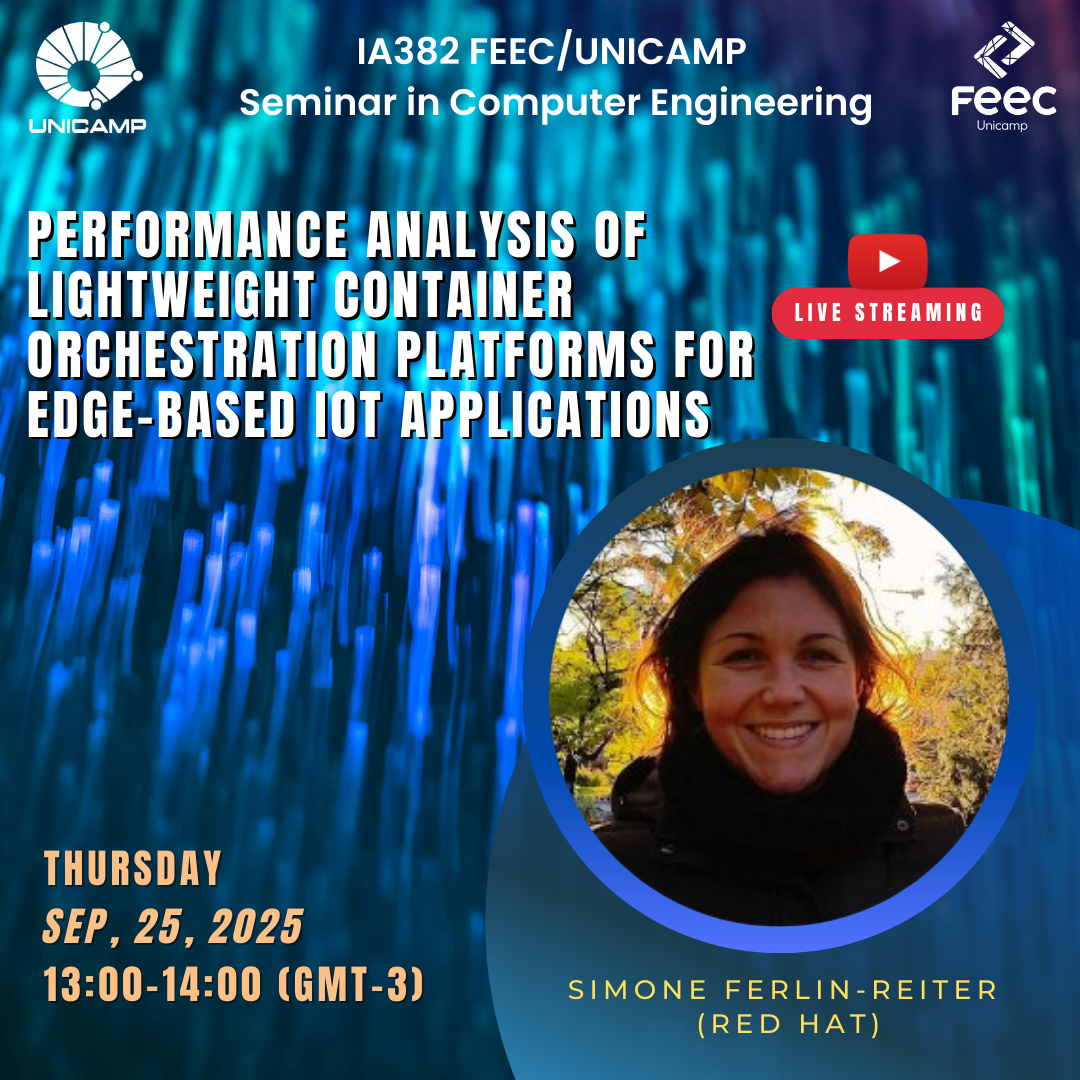 IA382 FEEC/UNICAMP
Seminar in Computer Engineering
UNICAMP
FEEC
Unicamp
PERFORMANCE ANALYSIS OF
LIGHTWEIGHT CONTAINER
ORCHESTRATION PLATFORMS FOR
EDGE-BASED IOT APPLICATIONS
LIVE STREAMING
THURSDAY
SEP, 25, 2025
13:00-14:00 (GMT-3)
SIMONE FERLIN-REITER
(RED HAT)